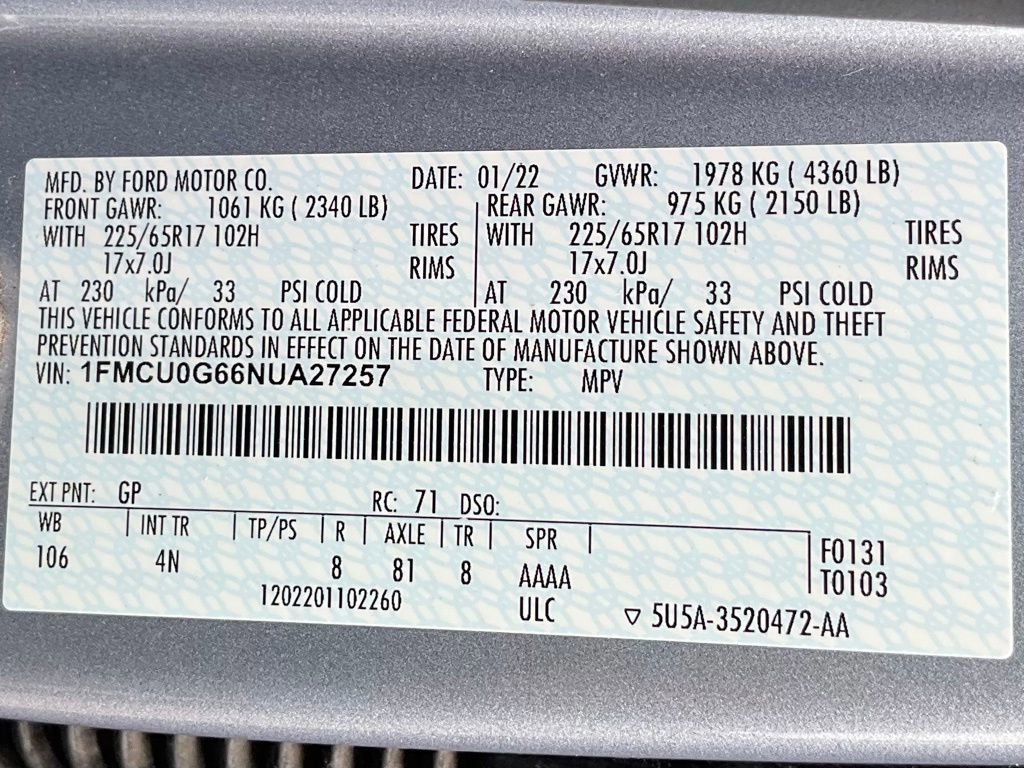 MFD. BY FORD MOTOR CO. DATE: 01/22 GVWR: 1978 KG ( 4360 LB)
FRONT GAWR: 1061 KG ( 2340 LB) REAR GAWR: 975 KG ( 2150 LB)
WITH 225/65R17 102H TIRES WITH 225/65R17 102H TIRES
17x7.0J RIMS 17x7.0J RIMS
AT 230 kPa/ 33 PSI COLD AT 230 kPa/ 33 PSI COLD
THIS VEHICLE CONFORMS TO ALL APPLICABLE FEDERAL MOTOR VEHICLE SAFETY AND THEFT
PREVENTION STANDARDS IN EFFECT ON THE DATE OF MANUFACTURE SHOWN ABOVE.
VIN: 1FMCU0G66NUA27257 TYPE: MPV
EXT PNT: GP RC: 71 DSO:
WB INT TR TP/PS R AXLE TR SPR F0131
106 4N 8 81 8 AAAA T0103
1202201102260 ULC ▽ 5U5A-3520472-AA